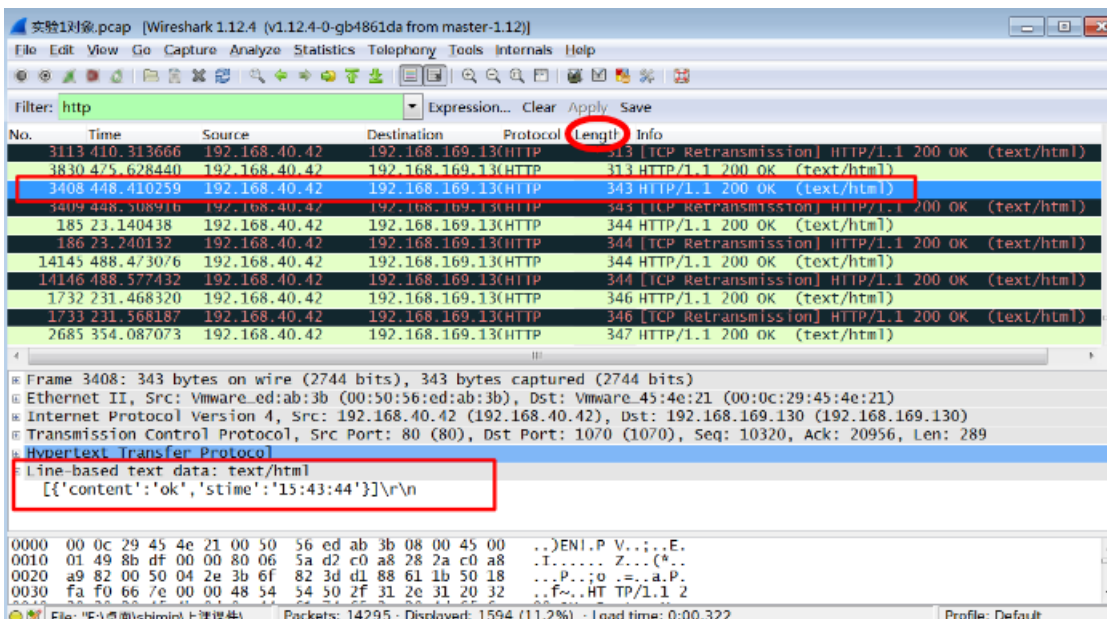 实验1对象.pcap [Wireshark 1.12.4 (v1.12.4-0-gb4861da from master-1.12)]
File Edit View Go Capture Analyze Statistics Telephony Tools Internals Help
Filter: http Expression... Clear Apply Save
No. Time Source Destination Protocol Length Info
3113 410.313666 192.168.40.42 192.168.169.13(HTTP 313 [TCP Retransmission] HTTP/1.1 200 OK (text/html)
3830 475.628440 192.168.40.42 192.168.169.13(HTTP 313 HTTP/1.1 200 OK (text/html)
3408 448.410259 192.168.40.42 192.168.169.13(HTTP 343 HTTP/1.1 200 OK (text/html)
3409 448.508916 192.168.40.42 192.168.169.13(HTTP 343 [TCP Retransmission] HTTP/1.1 200 OK (text/html)
185 23.140438 192.168.40.42 192.168.169.13(HTTP 344 HTTP/1.1 200 OK (text/html)
186 23.240132 192.168.40.42 192.168.169.13(HTTP 344 [TCP Retransmission] HTTP/1.1 200 OK (text/html)
14145 488.473076 192.168.40.42 192.168.169.13(HTTP 344 HTTP/1.1 200 OK (text/html)
14146 488.577432 192.168.40.42 192.168.169.13(HTTP 344 [TCP Retransmission] HTTP/1.1 200 OK (text/html)
1732 231.468320 192.168.40.42 192.168.169.13(HTTP 346 HTTP/1.1 200 OK (text/html)
1733 231.568187 192.168.40.42 192.168.169.13(HTTP 346 [TCP Retransmission] HTTP/1.1 200 OK (text/html)
2685 354.087073 192.168.40.42 192.168.169.13(HTTP 347 HTTP/1.1 200 OK (text/html)
Frame 3408: 343 bytes on wire (2744 bits), 343 bytes captured (2744 bits)
Ethernet II, Src: Vmware_ed:ab:3b (00:50:56:ed:ab:3b), Dst: Vmware_45:4e:21 (00:0c:29:45:4e:21)
Internet Protocol Version 4, Src: 192.168.40.42 (192.168.40.42), Dst: 192.168.169.130 (192.168.169.130)
Transmission Control Protocol, Src Port: 80 (80), Dst Port: 1070 (1070), Seq: 10320, Ack: 20956, Len: 289
Hypertext Transfer Protocol
Line-based text data: text/html
[{'content':'ok','stime':'15:43:44'}]\r\n
0000 00 0c 29 45 4e 21 00 50 56 ed ab 3b 08 00 45 00 ..)EN!.P V..;..E.
0010 01 49 8b df 00 00 80 06 5a d2 c0 a8 28 2a c0 a8 .I...... Z...(*..
0020 a9 82 00 50 04 2e 3b 6f 82 3d d1 88 61 1b 50 18 ...P..;o .=..a.P.
0030 fa f0 66 7e 00 00 48 54 54 50 2f 31 2e 31 20 32 ..f~..HT TP/1.1 2
File: "F:\桌面\shimin\上课课件\ Packets: 14295 · Displayed: 1594 (11.2%) · Load time: 0:00.322 Profile: Default